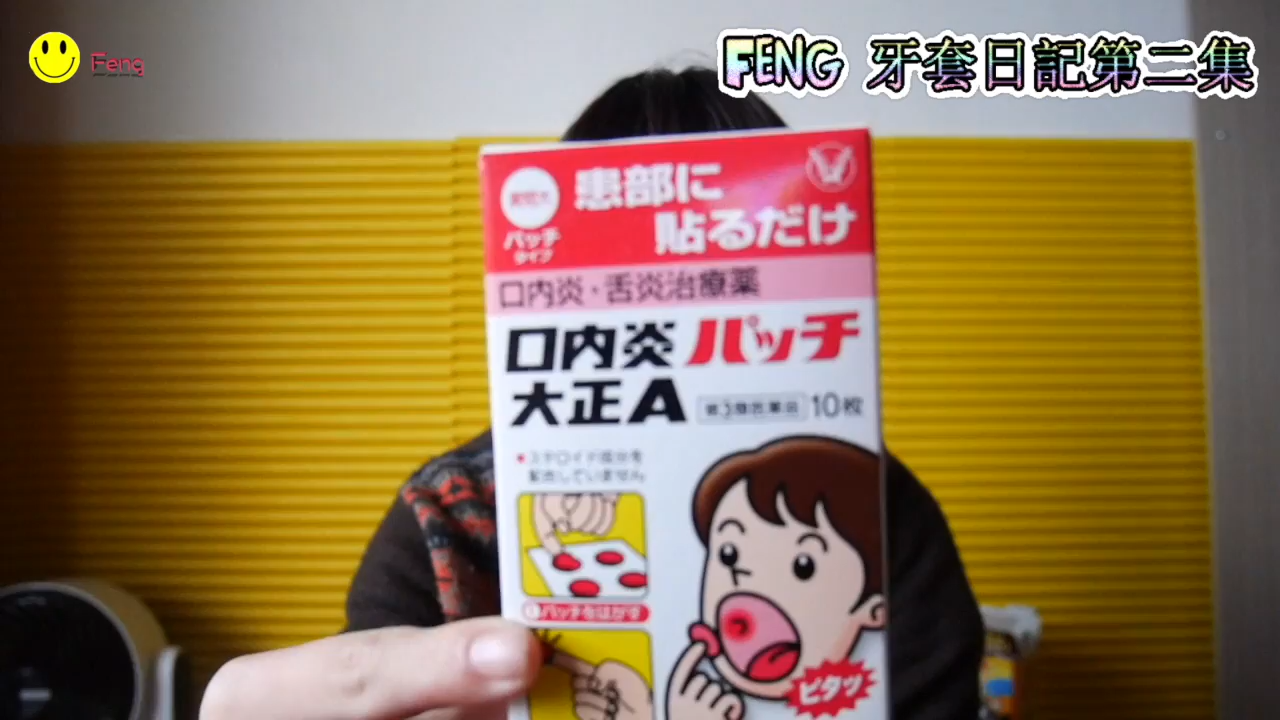 Feng
FENG 牙套日記第二集
患部に
貼るだけ
パッチ
タイプ
口内炎・舌炎治療薬
口内炎パッチ
大正A
第3類医薬品 10枚
ステロイド成分を
配合していません
パッチをはがす
ピタッ